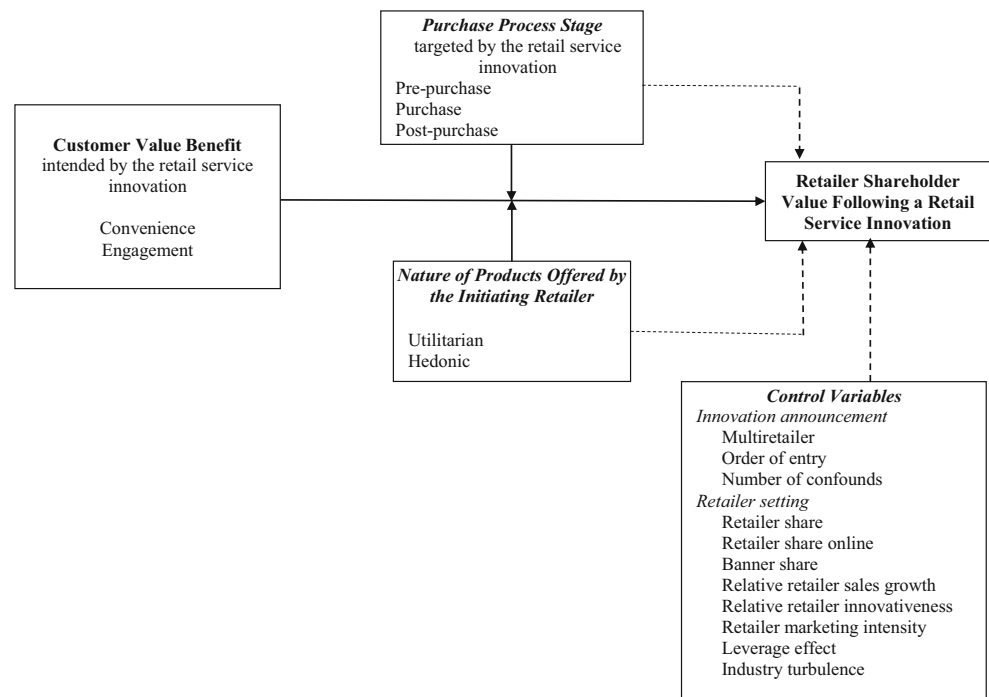 Purchase Process Stage
targeted by the retail service
innovation
Pre-purchase
Purchase
Post-purchase
Customer Value Benefit
intended by the retail service
innovation
Convenience
Engagement
Retailer Shareholder
Value Following a Retail
Service Innovation
Nature of Products Offered by
the Initiating Retailer
Utilitarian
Hedonic
Control Variables
Innovation announcement
Multiretailer
Order of entry
Number of confounds
Retailer setting
Retailer share
Retailer share online
Banner share
Relative retailer sales growth
Relative retailer innovativeness
Retailer marketing intensity
Leverage effect
Industry turbulence